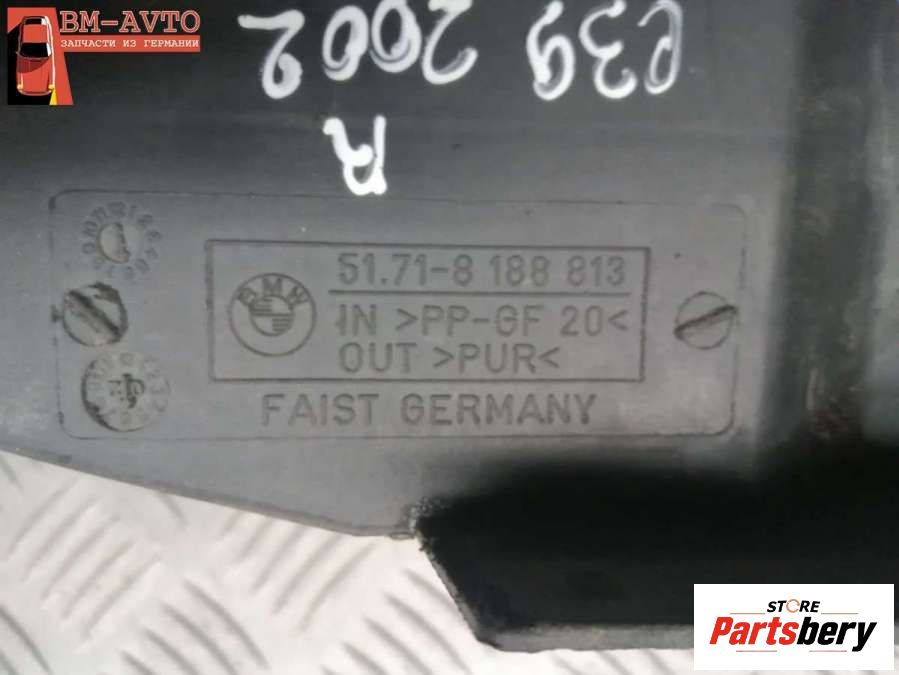 BM-AVTO
ЗАПЧАСТИ ИЗ ГЕРМАНИИ
e39 2002
R
51.71-8 188 813
BMW
IN >PP-GF 20<
OUT >PUR<
FAIST GERMANY
STORE
Partsbery